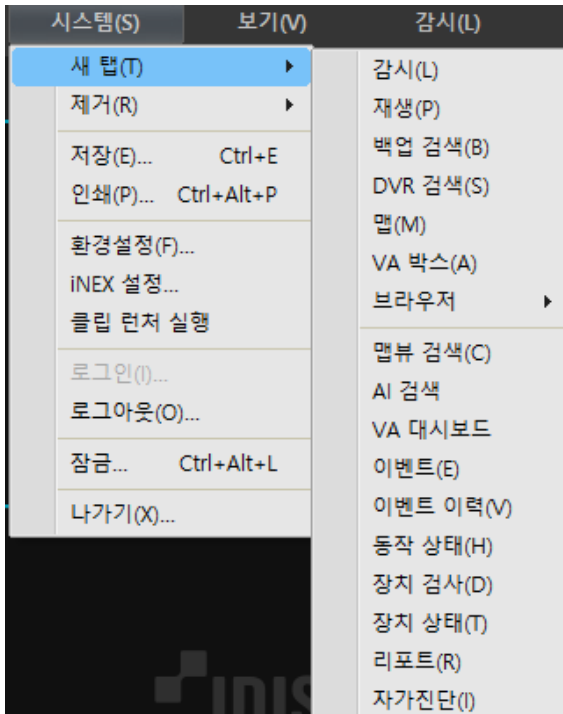 시스템(S) 보기(V) 감시(L)
새 탭(T)
제거(R)
저장(E)... Ctrl+E
인쇄(P)... Ctrl+Alt+P
환경설정(F)...
iNEX 설정...
클립 런처 실행
로그인(I)...
로그아웃(O)...
잠금... Ctrl+Alt+L
나가기(X)...
감시(L)
재생(P)
백업 검색(B)
DVR 검색(S)
맵(M)
VA 박스(A)
브라우저
맵뷰 검색(C)
AI 검색
VA 대시보드
이벤트(E)
이벤트 이력(V)
동작 상태(H)
장치 검사(D)
장치 상태(T)
리포트(R)
자가진단(I)